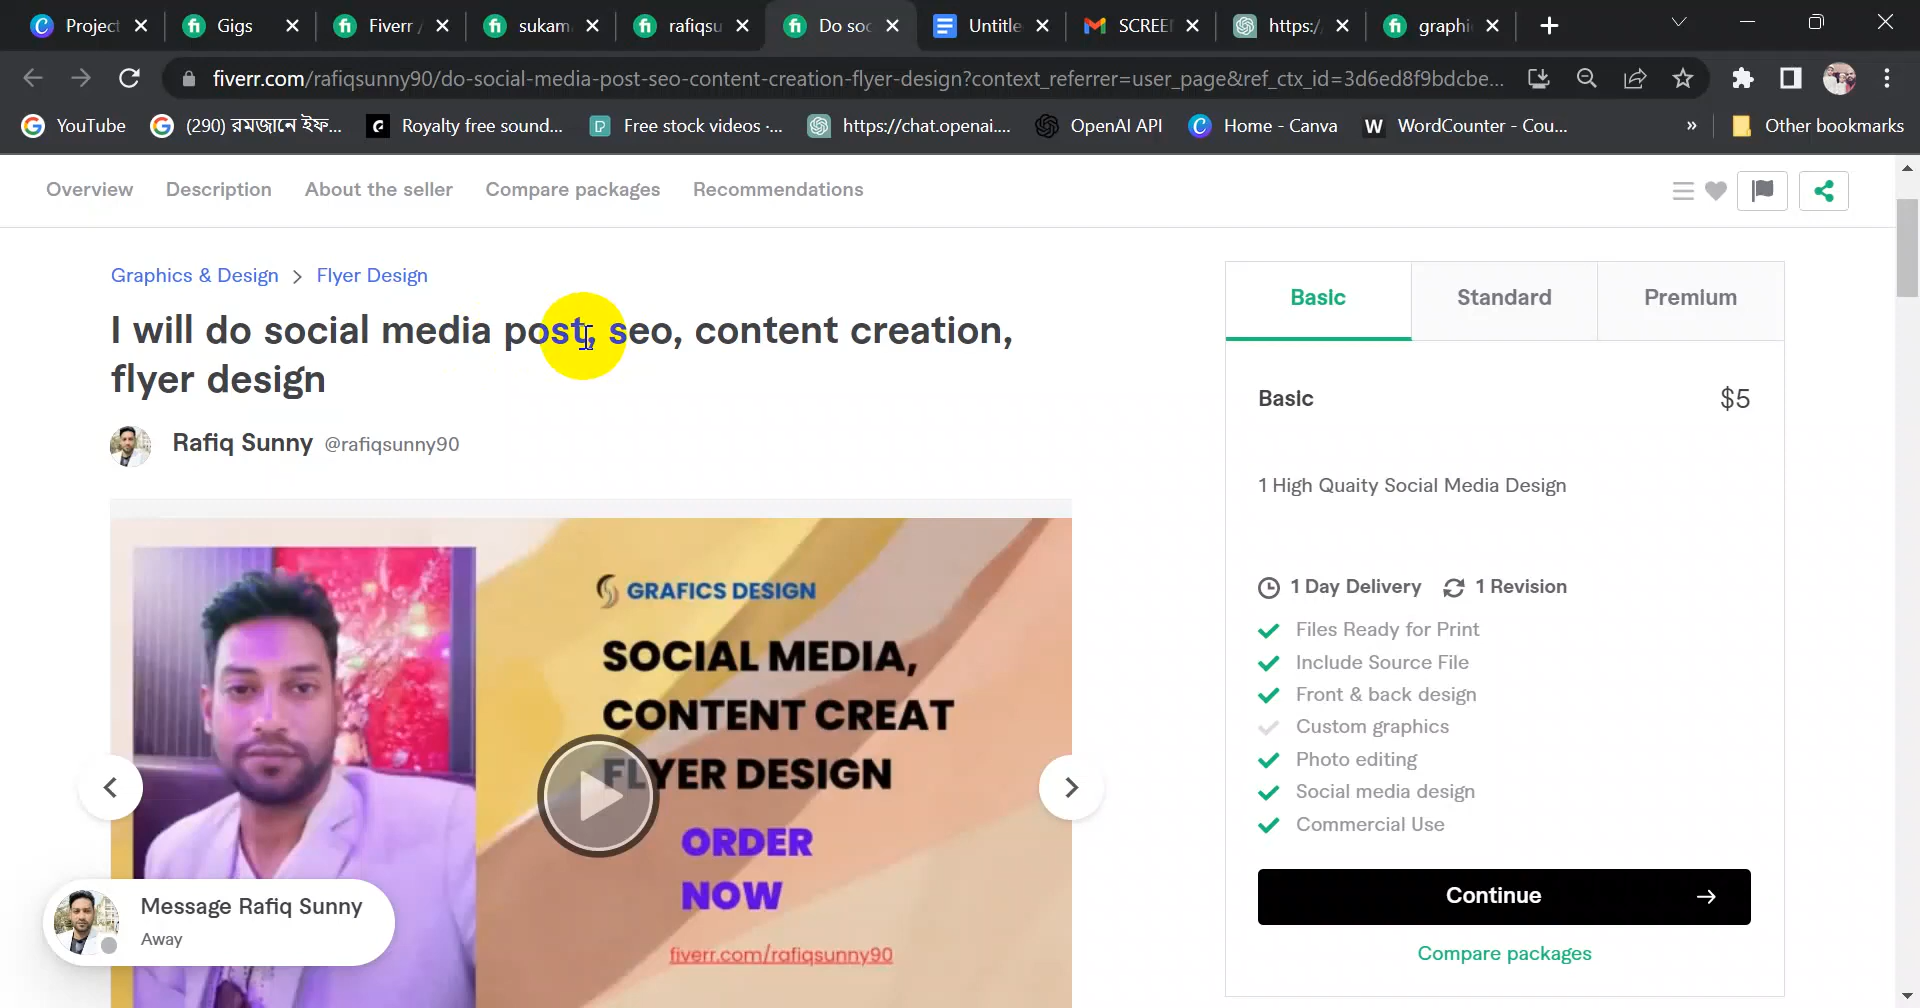 Project
Gigs
Fiverr /
sukam
rafiqsu
Do soc
Untitle
SCREE
https:/
graphi
fiverr.com/rafiqsunny90/do-social-media-post-seo-content-creation-flyer-design?context_referrer=user_page&ref_ctx_id=3d6ed8f9bdcbe...
YouTube
(290) রমজানে ইফ...
Royalty free sound...
Free stock videos ·...
https://chat.openai....
OpenAI API
Home - Canva
WordCounter - Cou...
»
Other bookmarks
Overview
Description
About the seller
Compare packages
Recommendations
Graphics & Design > Flyer Design
I will do social media post, seo, content creation,
flyer design
Rafiq Sunny @rafiqsunny90
GRAFICS DESIGN
SOCIAL MEDIA,
CONTENT CREAT
FLYER DESIGN
ORDER
NOW
fiverr.com/rafiqsunny90
Message Rafiq Sunny
Away
Basic
Standard
Premium
Basic $5
1 High Quaity Social Media Design
1 Day Delivery 1 Revision
Files Ready for Print
Include Source File
Front & back design
Custom graphics
Photo editing
Social media design
Commercial Use
Continue →
Compare packages